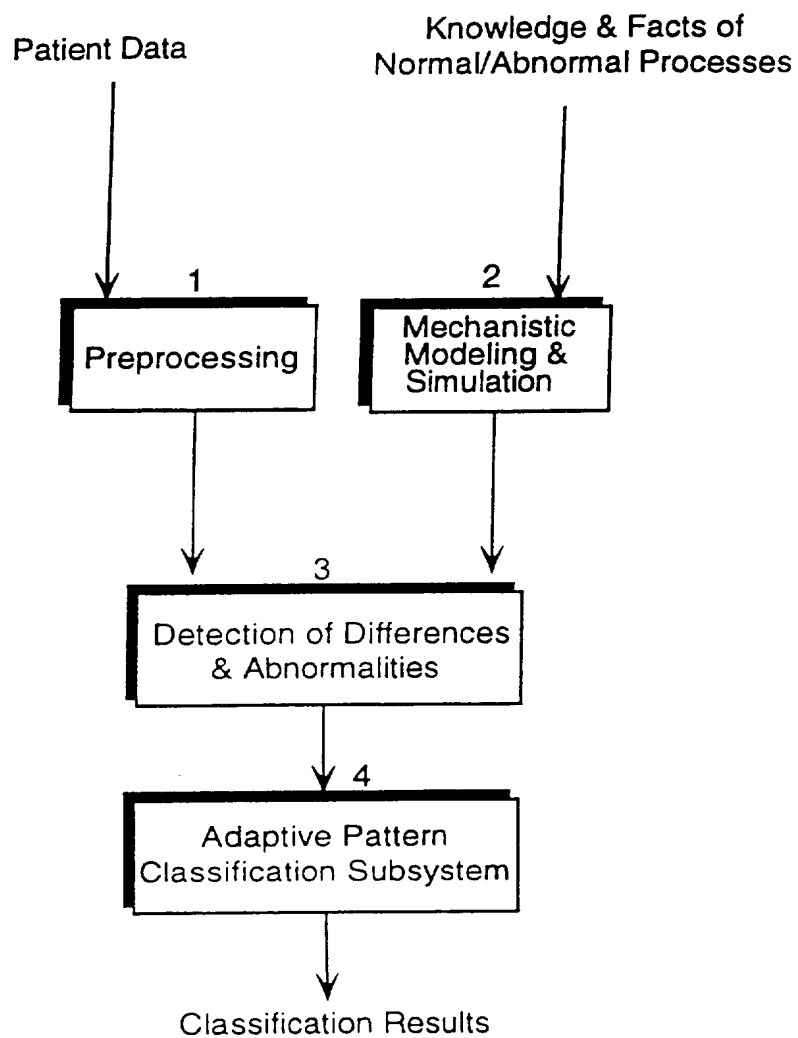 Patient Data
Knowledge & Facts of
Normal/Abnormal Processes
1
Preprocessing
2
Mechanistic
Modeling &
Simulation
3
Detection of Differences
& Abnormalities
4
Adaptive Pattern
Classification Subsystem
Classification Results